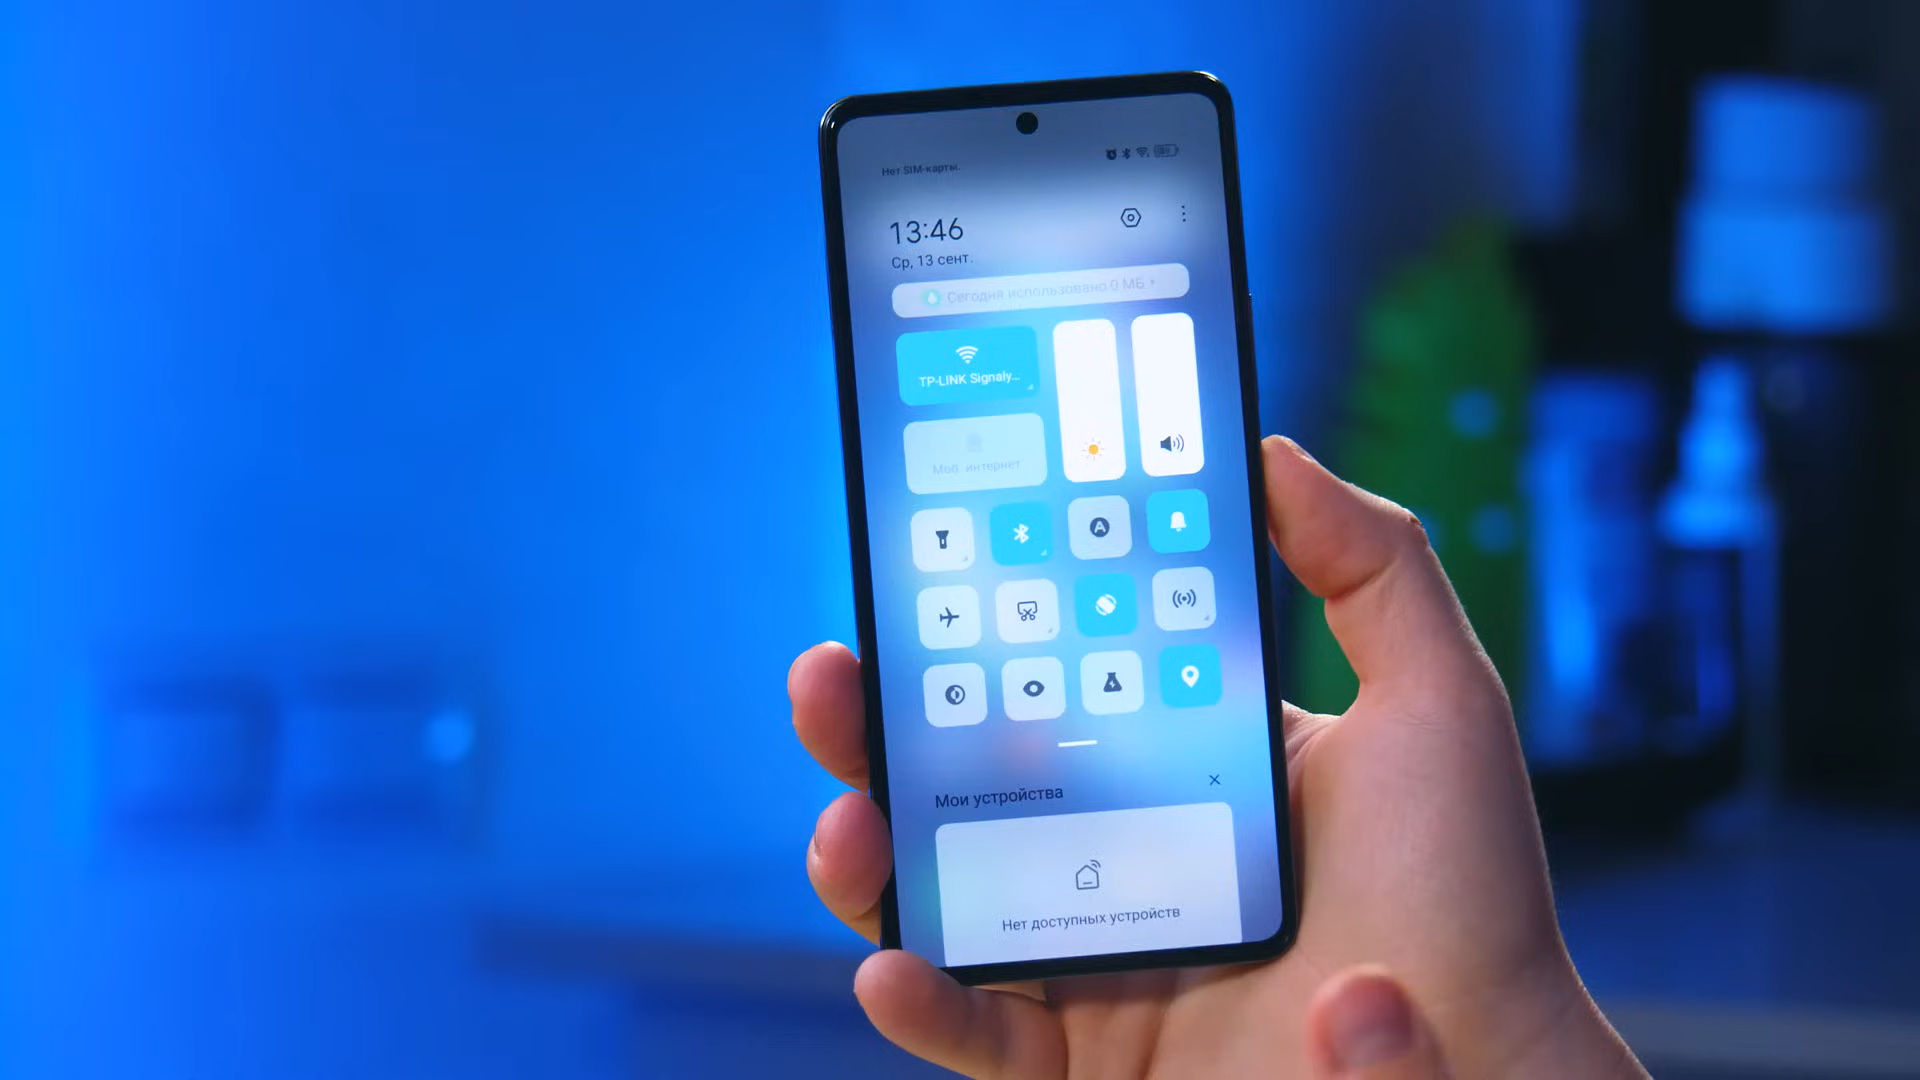 Нет SIM-карты.
13:46
Ср, 13 сент.
Сегодня использовано 0 МБ
TP-LINK Signaly...
Моб. интернет
A
Мои устройства
Нет доступных устройств